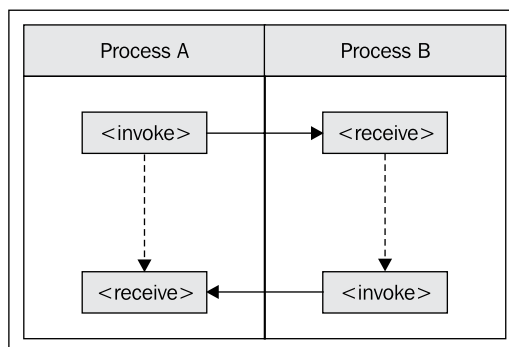 Process A
Process B
<invoke>
<receive>
<receive>
<invoke>